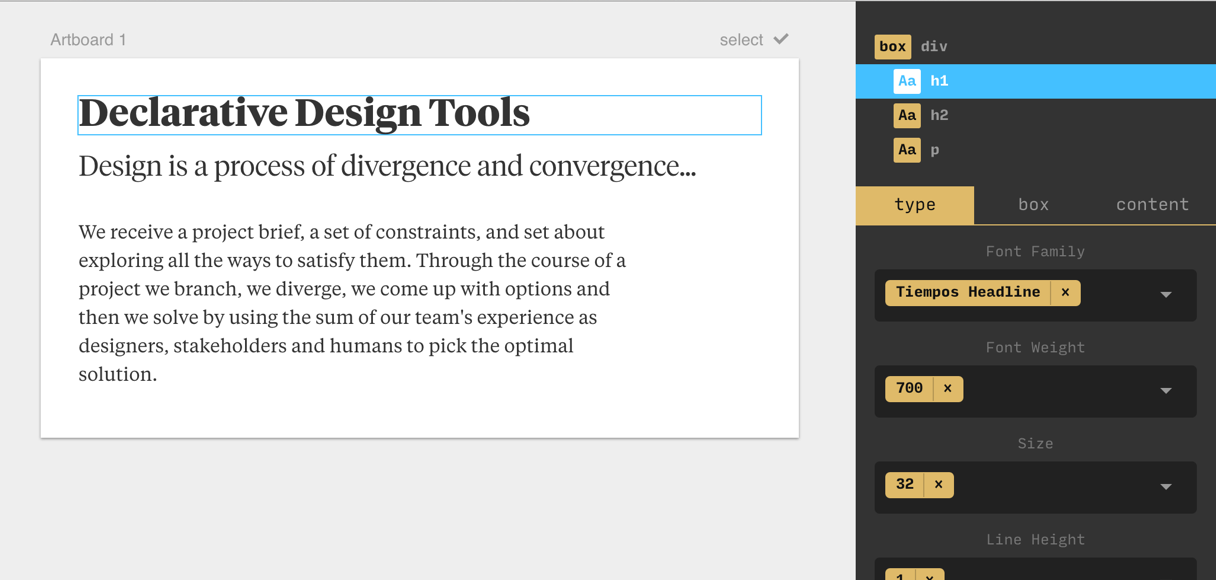 Artboard 1
select
Declarative Design Tools
Design is a process of divergence and convergence...
We receive a project brief, a set of constraints, and set about
exploring all the ways to satisfy them. Through the course of a
project we branch, we diverge, we come up with options and
then we solve by using the sum of our team's experience as
designers, stakeholders and humans to pick the optimal
solution.
box div
Aa h1
Aa h2
Aa p
type box content
Font Family
Tiempos Headline ×
Font Weight
700 ×
Size
32 ×
Line Height
1 ×